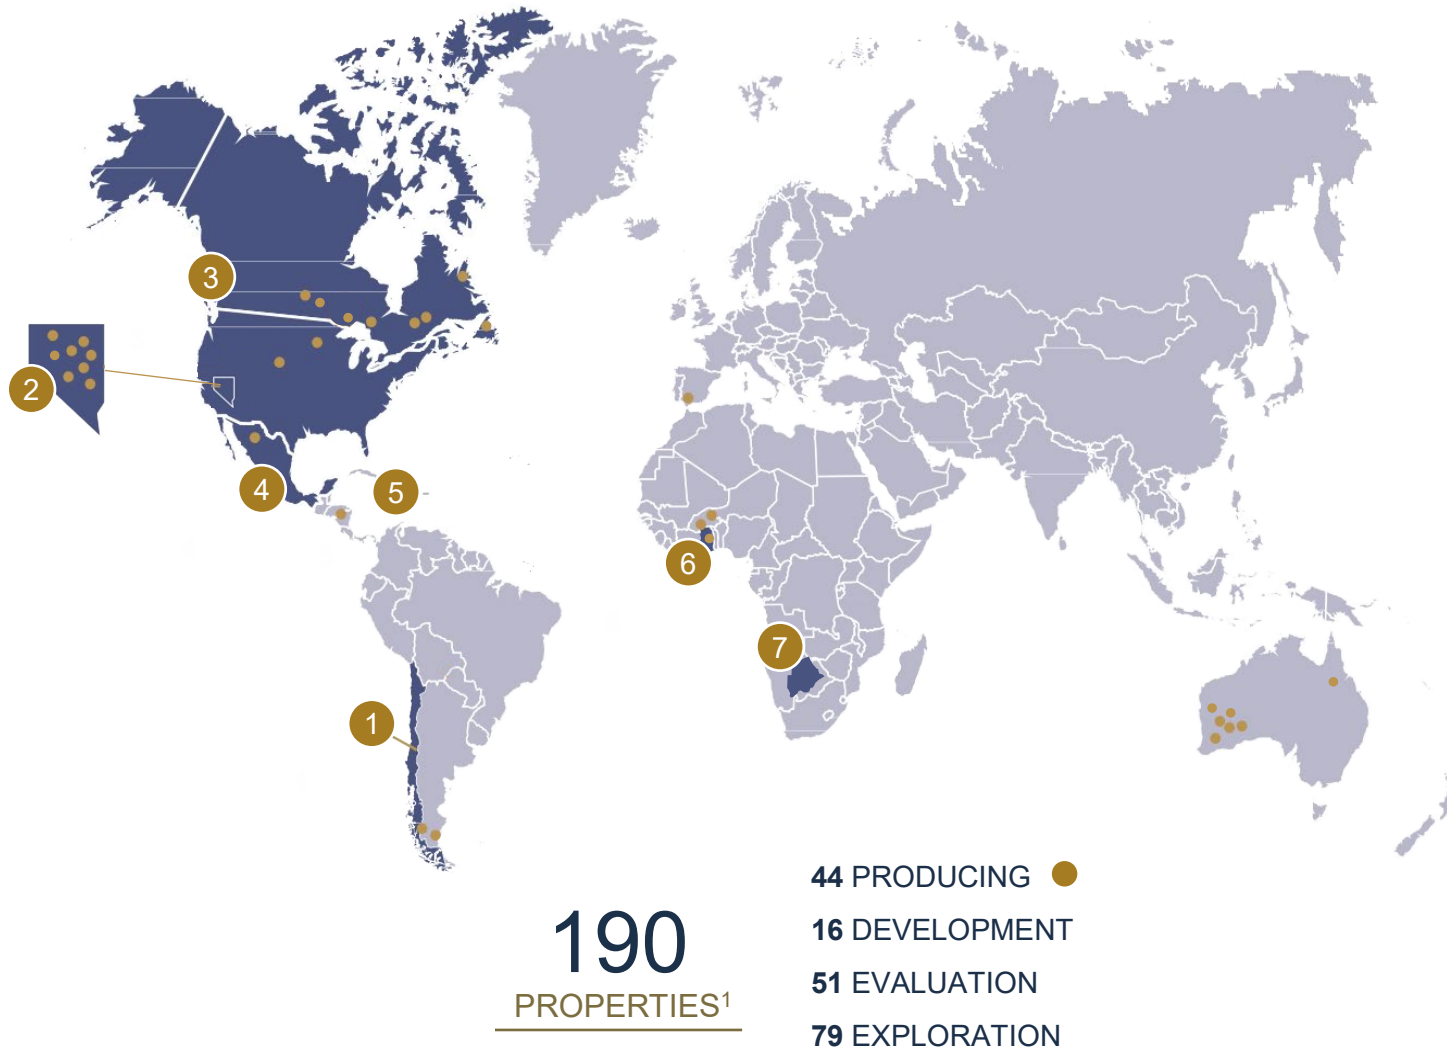 3
2
4
5
6
7
1
190
PROPERTIES¹
44 PRODUCING
16 DEVELOPMENT
51 EVALUATION
79 EXPLORATION